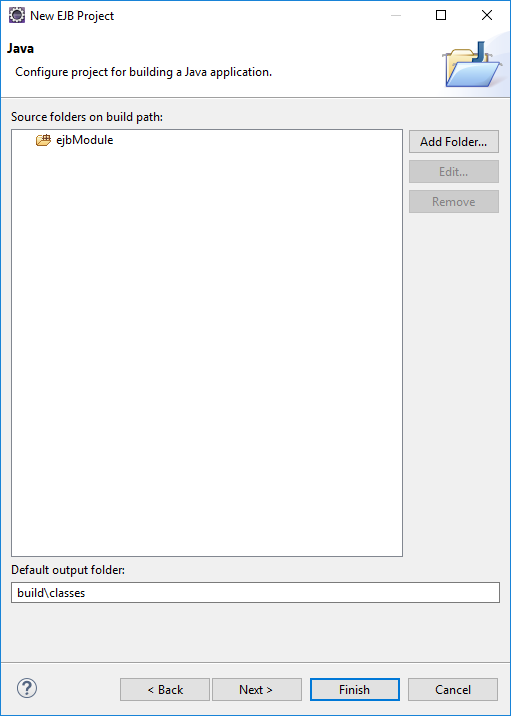 New EJB Project
Java
Configure project for building a Java application.
Source folders on build path:
ejbModule
Add Folder...
Edit...
Remove
Default output folder:
build\classes
?
< Back
Next >
Finish
Cancel